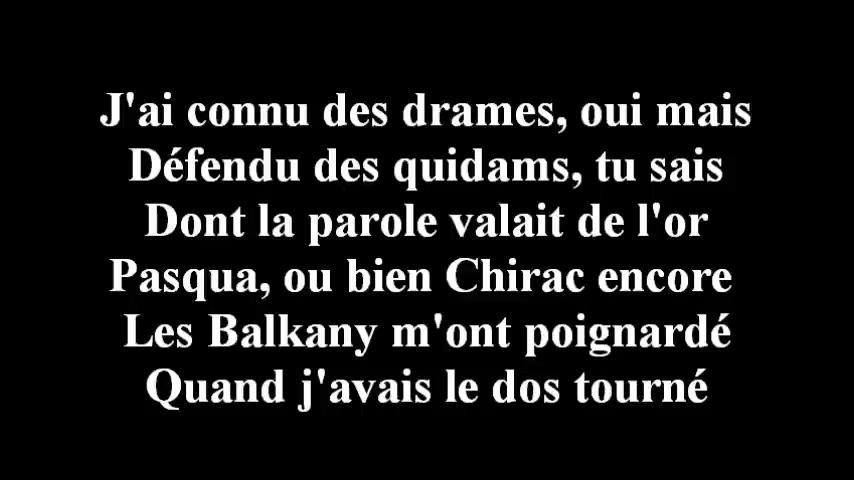 J'ai connu des drames, oui mais
Défendu des quidams, tu sais
Dont la parole valait de l'or
Pasqua, ou bien Chirac encore
Les Balkany m'ont poignardé
Quand j'avais le dos tourné